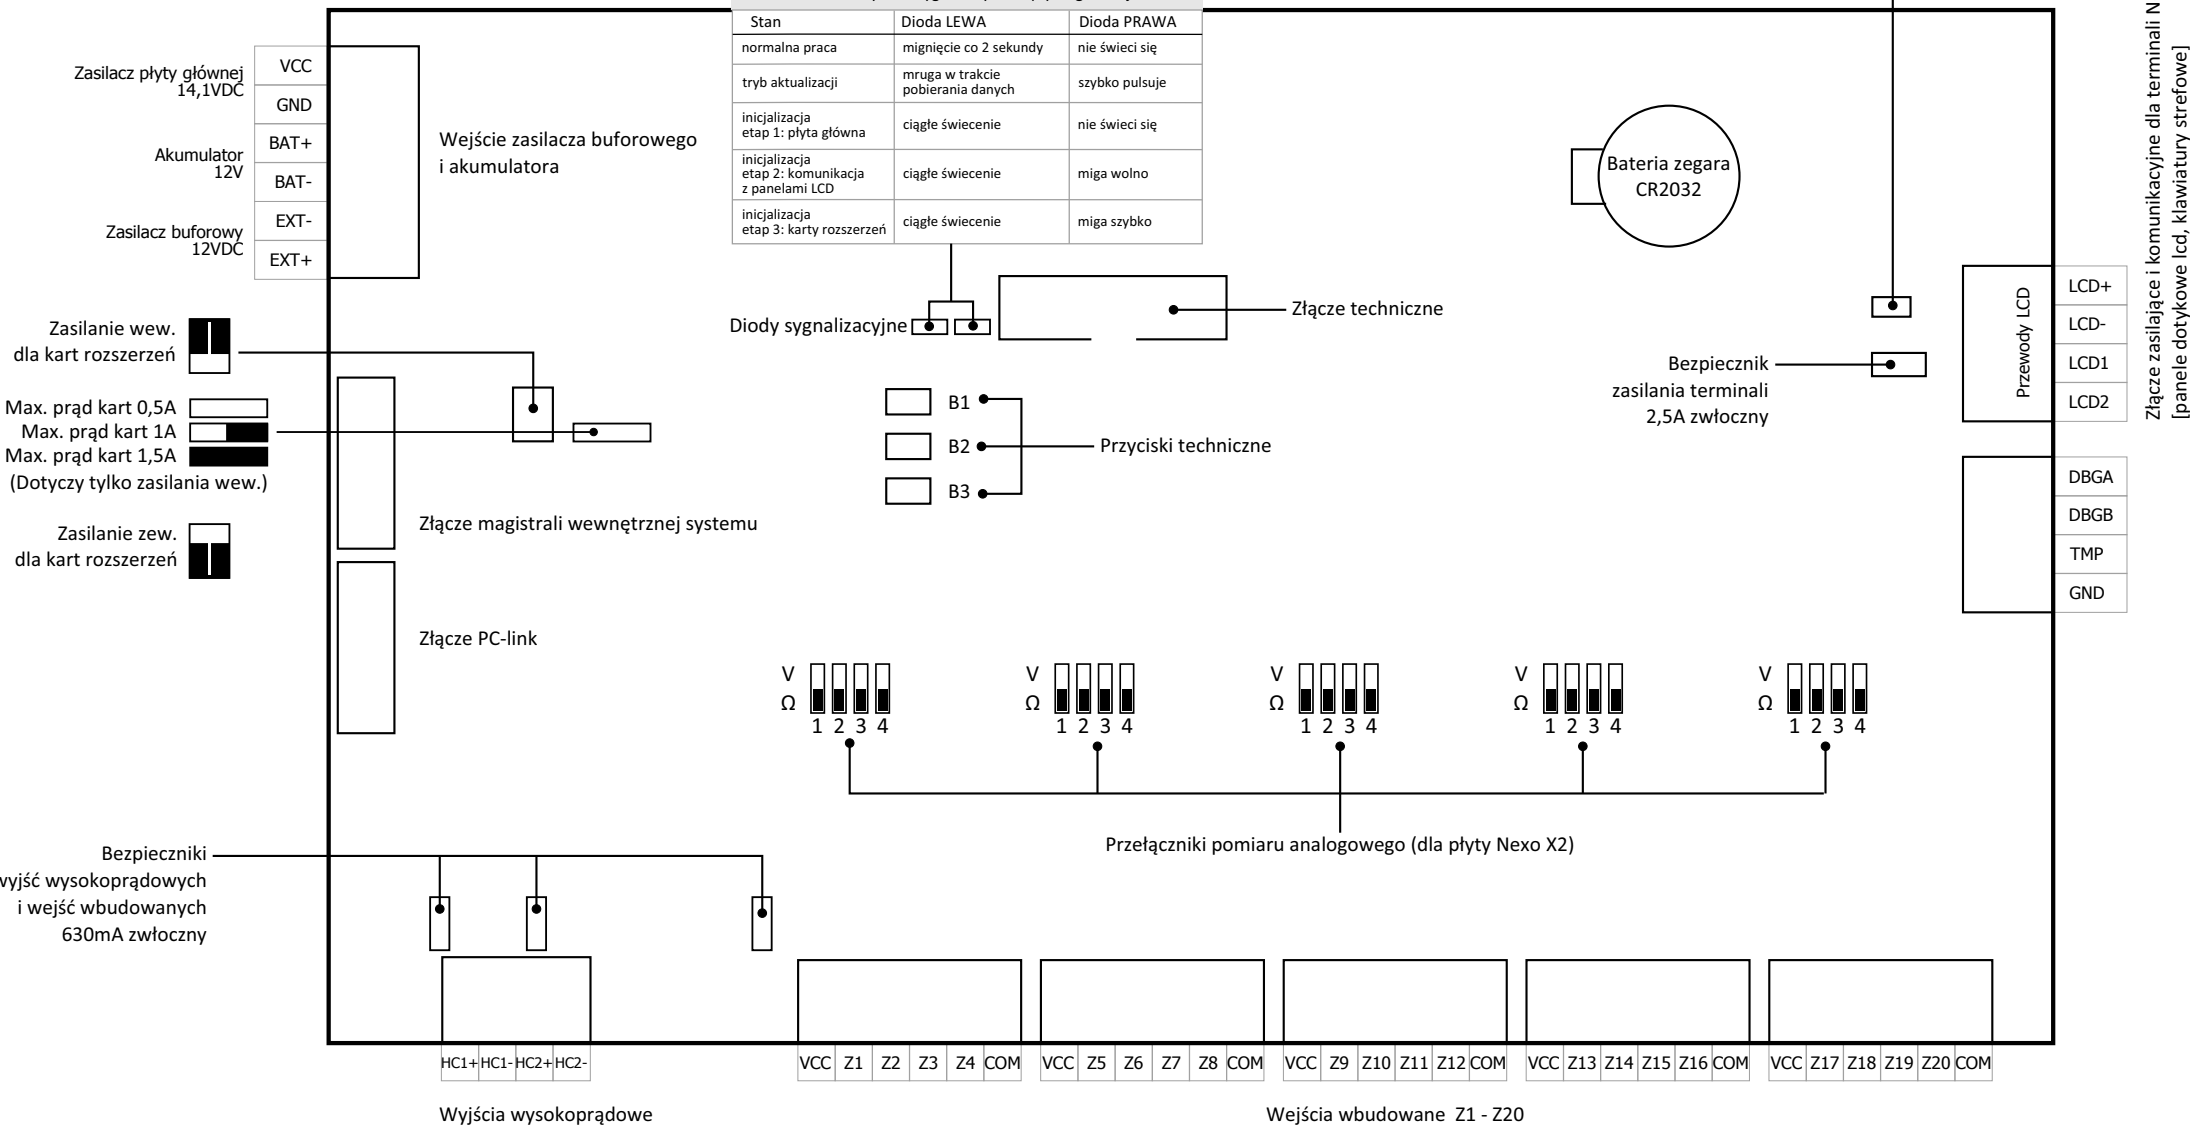 Stan Dioda LEWA Dioda PRAWA
normalna praca mignięcie co 2 sekundy nie świeci się
tryb aktualizacji mruga w trakcie
pobierania danych szybko pulsuje
inicjalizacja
etap 1: płyta główna ciągłe świecenie nie świeci się
inicjalizacja
etap 2: komunikacja
z panelami LCD ciągłe świecenie miga wolno
inicjalizacja
etap 3: karty rozszerzeń ciągłe świecenie miga szybko
Zasilacz płyty głównej
14,1VDC
VCC
GND
Akumulator
12V
BAT+
BAT-
Zasilacz buforowy
12VDC
EXT-
EXT+
Wejście zasilacza buforowego
i akumulatora
Bateria zegara
CR2032
Złącze zasilające i komunikacyjne dla terminali
[panele dotykowe lcd, klawiatury strefowe]
Przewody LCD
LCD+
LCD-
LCD1
LCD2
Diody sygnalizacyjne
Złącze techniczne
Zasilanie wew.
dla kart rozszerzeń
Max. prąd kart 0,5A
Max. prąd kart 1A
Max. prąd kart 1,5A
(Dotyczy tylko zasilania wew.)
Zasilanie zew.
dla kart rozszerzeń
Bezpiecznik
zasilania terminali
2,5A zwłoczny
B1
B2
B3
Przyciski techniczne
DBGA
DBGB
TMP
GND
Złącze magistrali wewnętrznej systemu
Złącze PC-link
V
Ω
1 2 3 4
V
Ω
1 2 3 4
V
Ω
1 2 3 4
V
Ω
1 2 3 4
V
Ω
1 2 3 4
Przełączniki pomiaru analogowego (dla płyty Nexo X2)
Bezpieczniki
wyjść wysokoprądowych
i wejść wbudowanych
630mA zwłoczny
HC1+ HC1- HC2+ HC2-
VCC Z1 Z2 Z3 Z4 COM
VCC Z5 Z6 Z7 Z8 COM
VCC Z9 Z10 Z11 Z12 COM
VCC Z13 Z14 Z15 Z16 COM
VCC Z17 Z18 Z19 Z20 COM
Wyjścia wysokoprądowe
Wejścia wbudowane Z1 - Z20